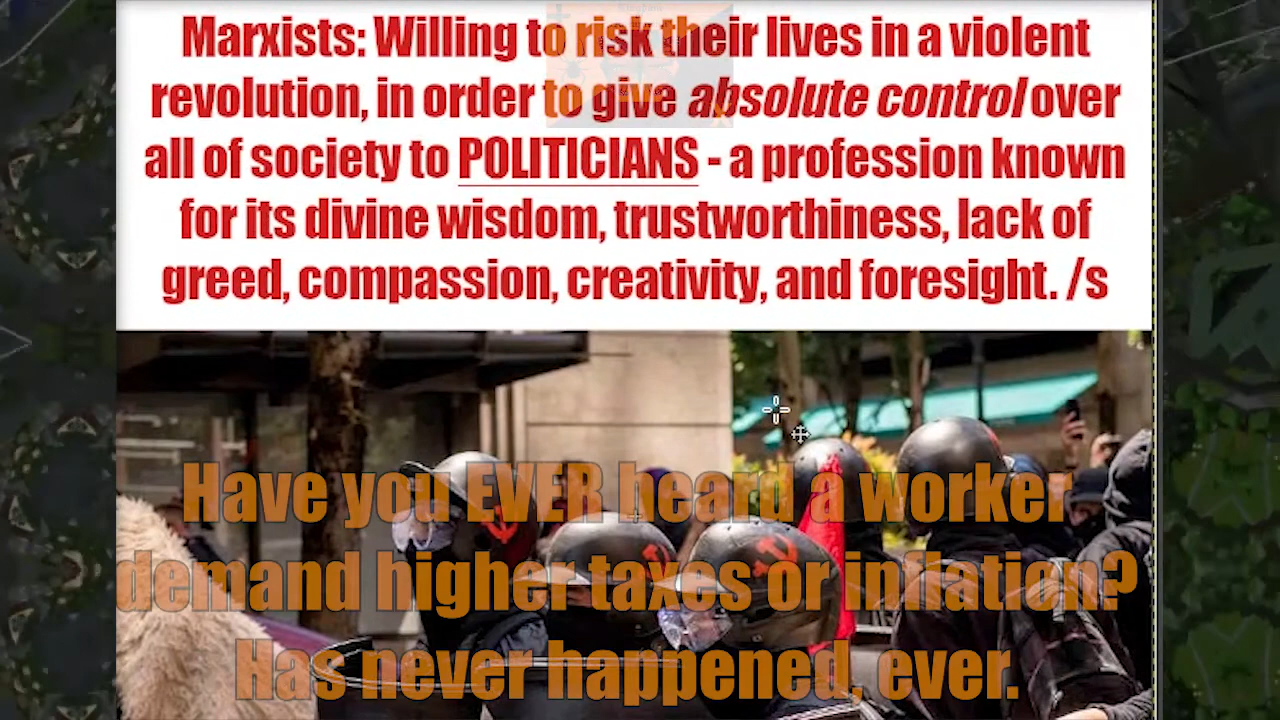 Marxists: Willing to risk their lives in a violent
revolution, in order to give absolute control over
all of society to POLITICIANS - a profession known
for its divine wisdom, trustworthiness, lack of
greed, compassion, creativity, and foresight. /s
Have you EVER heard a worker
demand higher taxes or inflation?
Has never happened, ever.